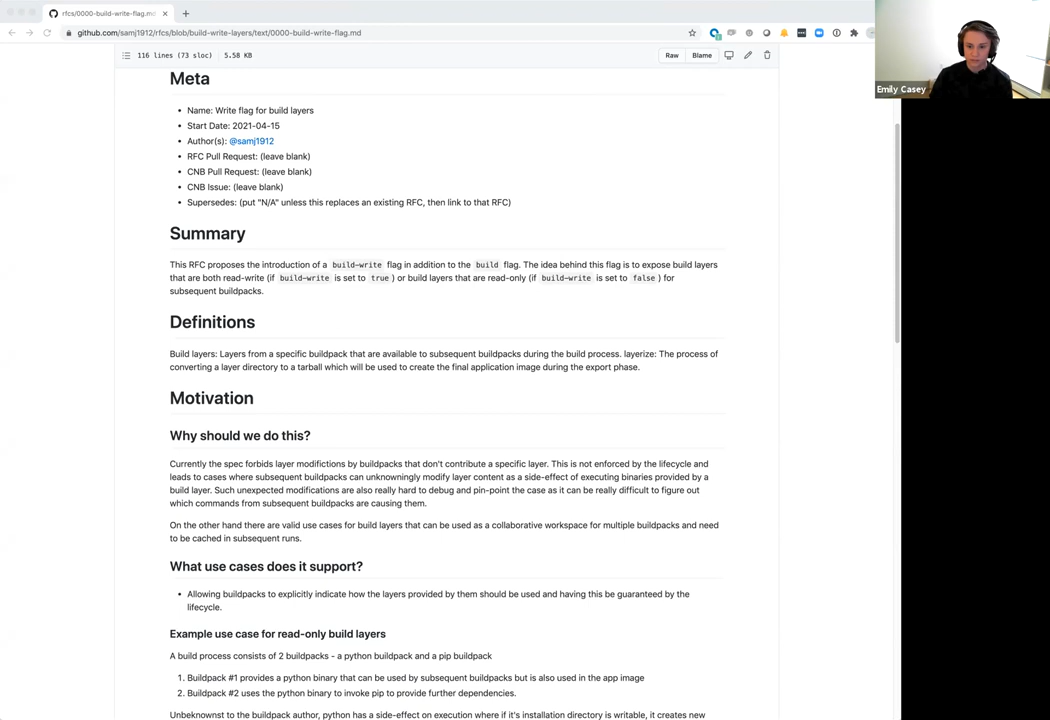 rfcs/0000-build-write-flag.md
github.com/samj1912/rfcs/blob/build-write-layers/text/0000-build-write-flag.md
116 lines (73 sloc) 5.58 KB
Raw Blame
Emily Casey
Meta
Name: Write flag for build layers
Start Date: 2021-04-15
Author(s): @samj1912
RFC Pull Request: (leave blank)
CNB Pull Request: (leave blank)
CNB Issue: (leave blank)
Supersedes: (put "N/A" unless this replaces an existing RFC, then link to that RFC)
Summary
This RFC proposes the introduction of a build-write flag in addition to the build flag. The idea behind this flag is to expose build layers
that are both read-write (if build-write is set to true ) or build layers that are read-only (if build-write is set to false ) for
subsequent buildpacks.
Definitions
Build layers: Layers from a specific buildpack that are available to subsequent buildpacks during the build process. layerize: The process of
converting a layer directory to a tarball which will be used to create the final application image during the export phase.
Motivation
Why should we do this?
Currently the spec forbids layer modifictions by buildpacks that don't contribute a specific layer. This is not enforced by the lifecycle and
leads to cases where subsequent buildpacks can unknowningly modify layer content as a side-effect of executing binaries provided by a
build layer. Such unexpected modifications are also really hard to debug and pin-point the case as it can be really difficult to figure out
which commands from subsequent buildpacks are causing them.
On the other hand there are valid use cases for build layers that can be used as a collaborative workspace for multiple buildpacks and need
to be cached in subsequent runs.
What use cases does it support?
Allowing buildpacks to explicitly indicate how the layers provided by them should be used and having this be guaranteed by the
lifecycle.
Example use case for read-only build layers
A build process consists of 2 buildpacks - a python buildpack and a pip buildpack
1. Buildpack #1 provides a python binary that can be used by subsequent buildpacks but is also used in the app image
2. Buildpack #2 uses the python binary to invoke pip to provide further dependencies.
Unbeknownst to the buildpack author, python has a side-effect on execution where if it's installation directory is writable, it creates new